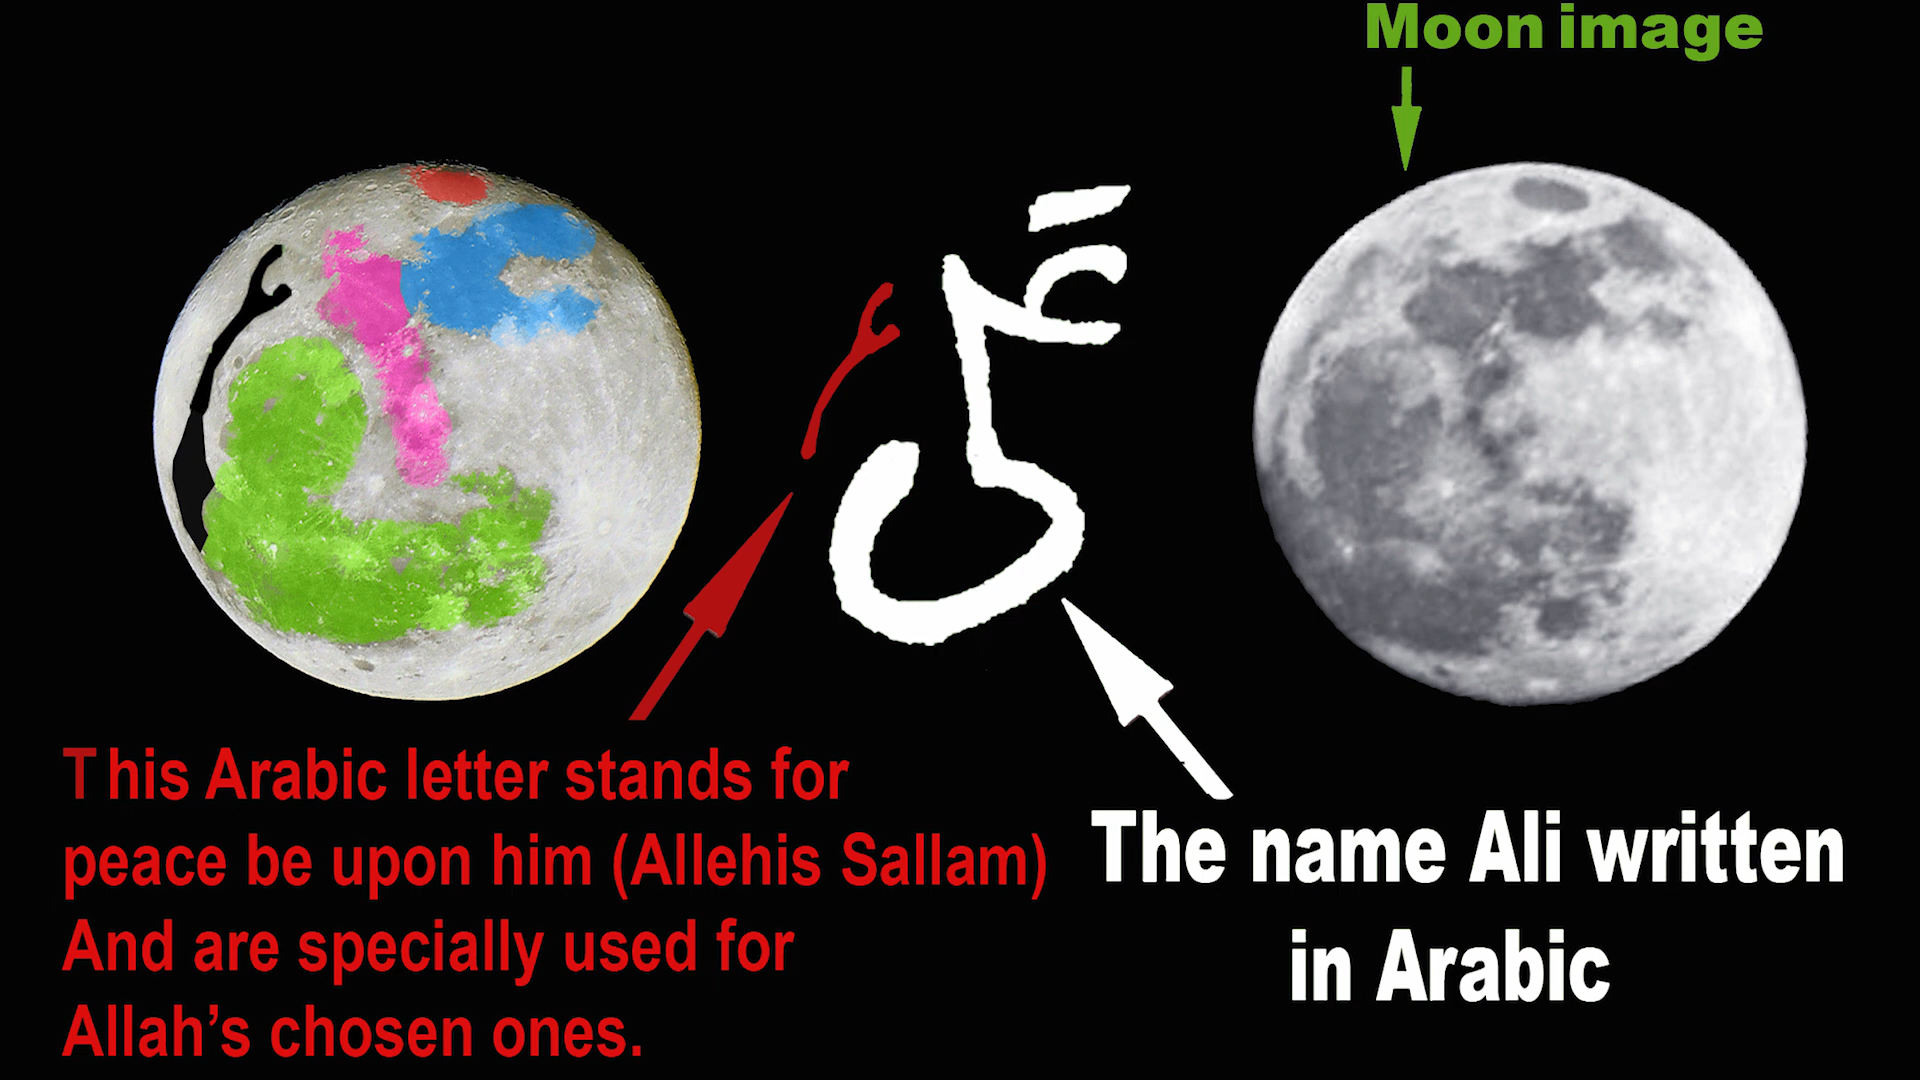 Moon image
This Arabic letter stands for
peace be upon him (Allehis Sallam)
And are specially used for
Allah’s chosen ones.
The name Ali written
in Arabic
علی